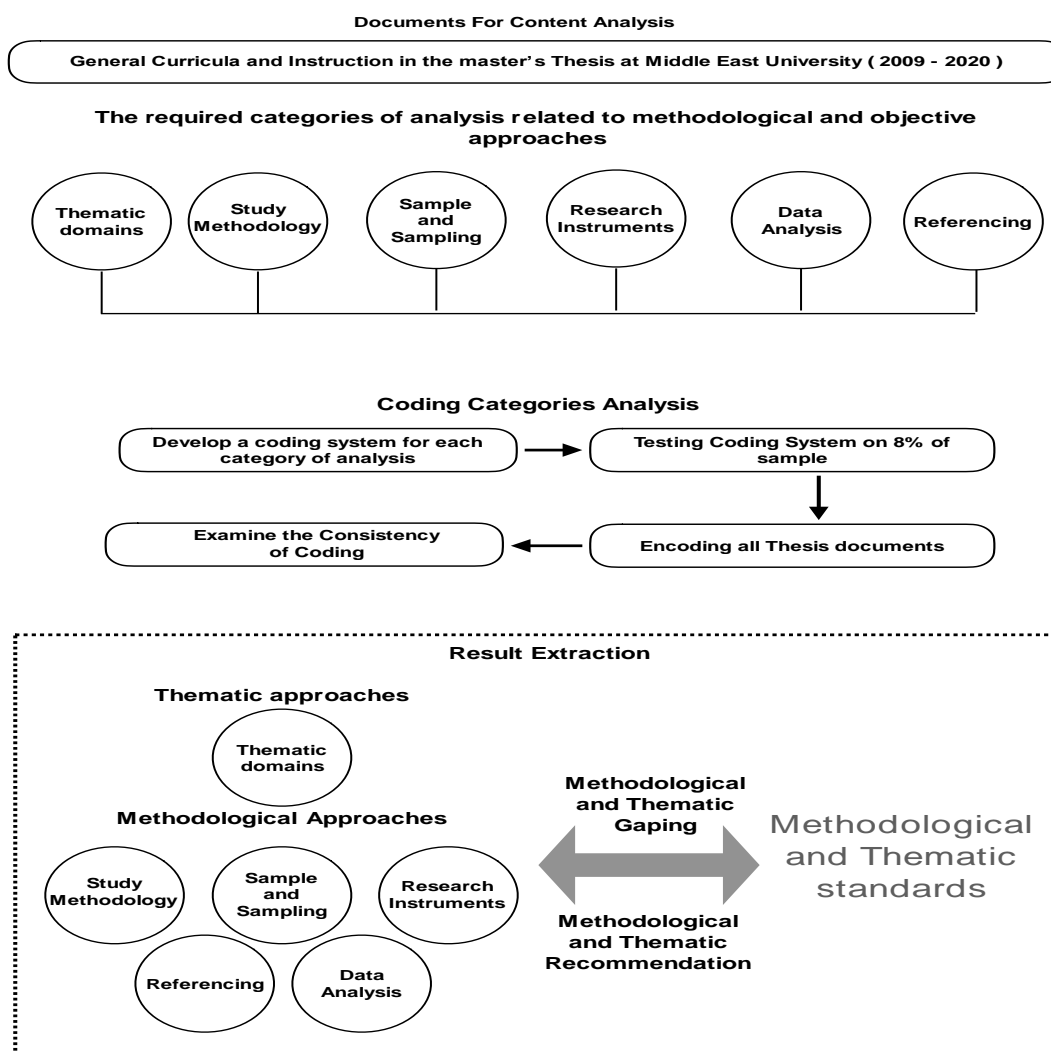 Documents For Content Analysis
General Curricula and Instruction in the master's Thesis at Middle East University ( 2009 - 2020 )
The required categories of analysis related to methodological and objective
approaches
Thematic
domains
Study
Methodology
Sample
and
Sampling
Research
Instruments
Data
Analysis
Referencing
Coding Categories Analysis
Develop a coding system for each
category of analysis
Testing Coding System on 8% of
sample
Examine the Consistency
of Coding
Encoding all Thesis documents
Result Extraction
Thematic approaches
Thematic
domains
Methodological Approaches
Study
Methodology
Sample
and
Sampling
Research
Instruments
Referencing
Data
Analysis
Methodological
and Thematic
Gaping
Methodological
and Thematic
Recommendation
Methodological
and Thematic
standards